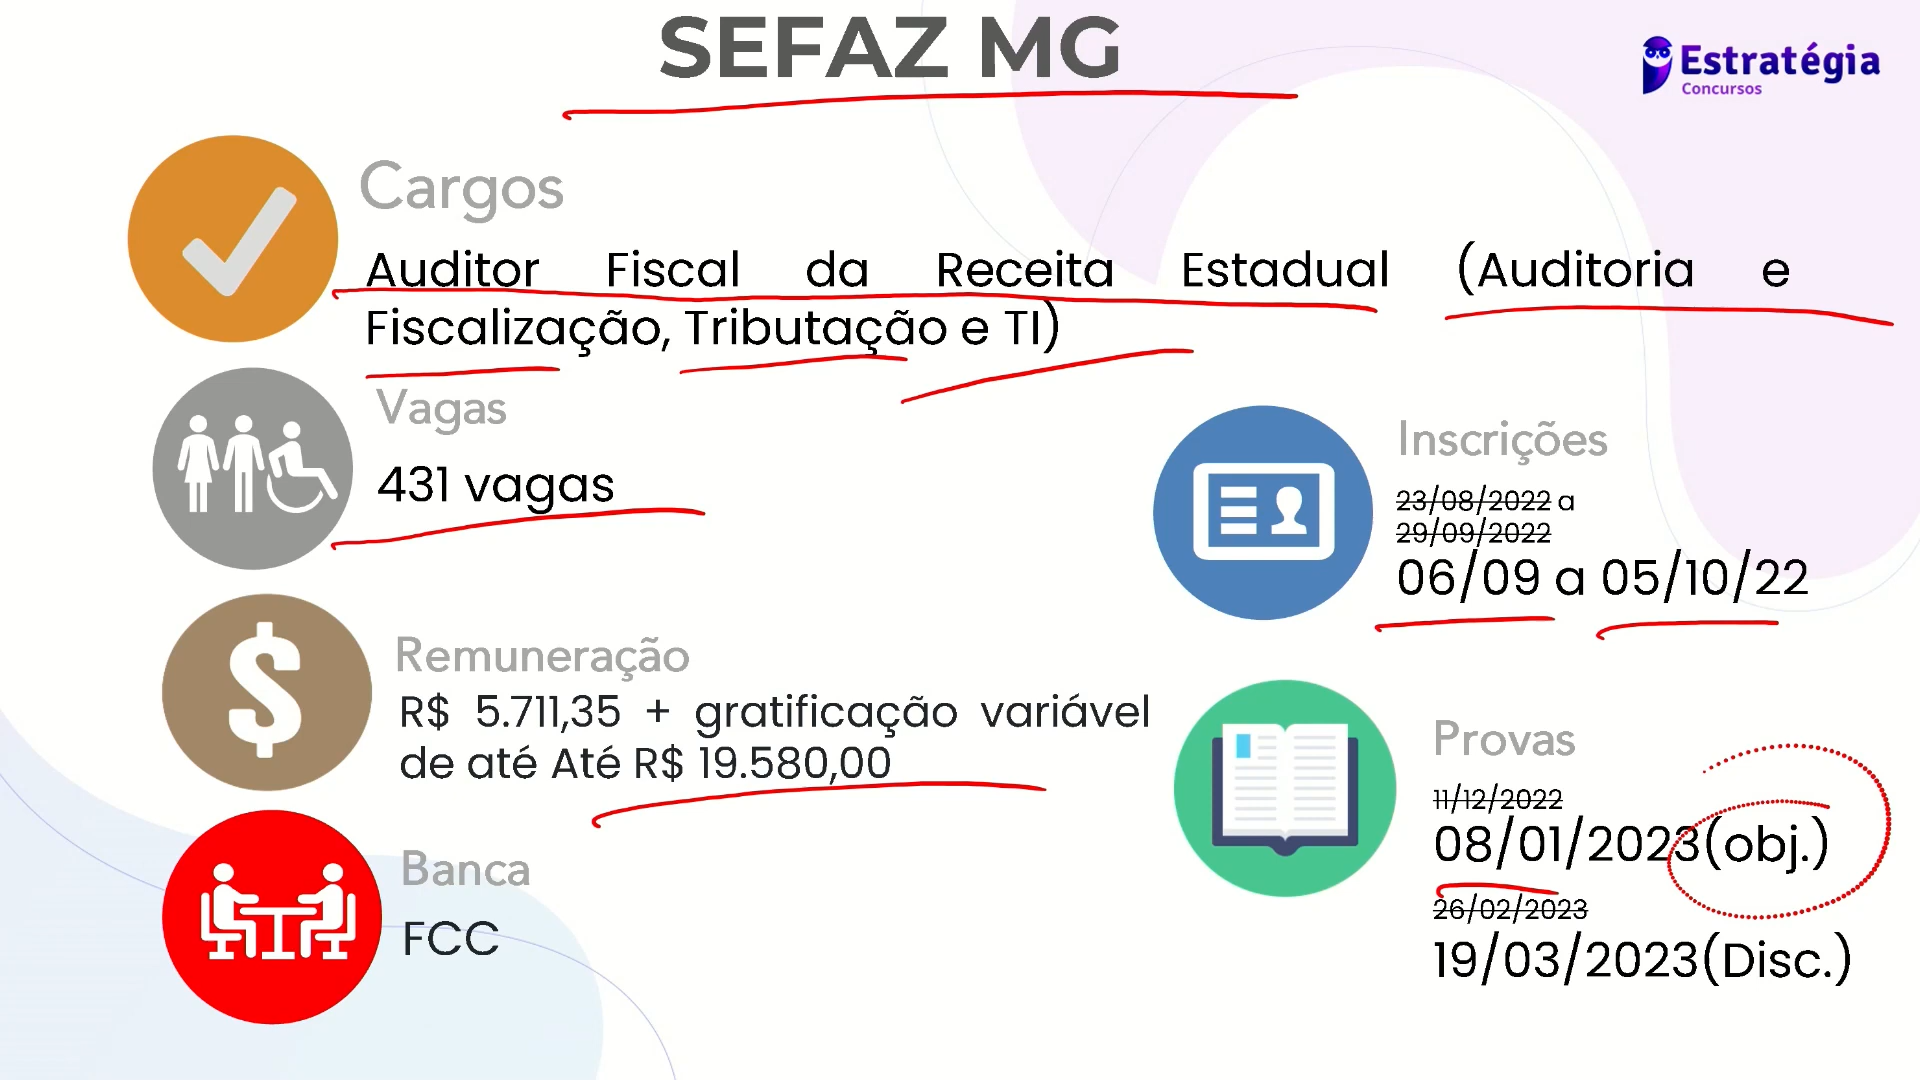 SEFAZ MG
Estratégia
Concursos
Cargos
Auditor Fiscal da Receita Estadual (Auditoria e
Fiscalização, Tributação e TI)
Vagas
431 vagas
Inscrições
23/08/2022 a
29/09/2022
06/09 a 05/10/22
Remuneração
R$ 5.711,35 + gratificação variável
de até Até R$ 19.580,00
Provas
11/12/2022
08/01/2023(obj.)
26/02/2023
19/03/2023(Disc.)
Banca
FCC